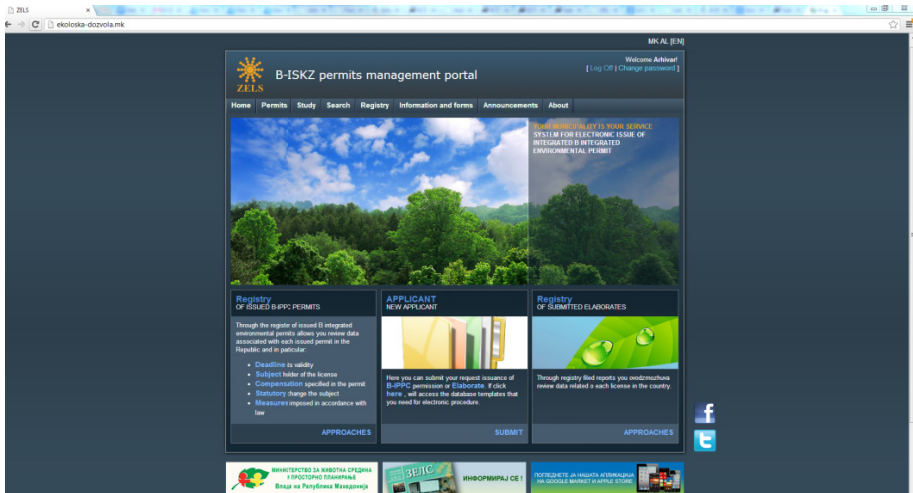 ZELS
ekoloska-dozvola.mk
MK AL [EN]
Welcome Arhivar!
[ Log Off | Change password ]
ZELS
B-ISKZ permits management portal
Home Permits Study Search Registry Information and forms Announcements About
YOUR MUNICIPALITY IS YOUR SERVICE
SYSTEM FOR ELECTRONIC ISSUE OF
INTEGRATED B INTEGRATED
ENVIRONMENTAL PERMIT
Registry
OF ISSUED B-IPPC PERMITS
Through the register of issued B integrated
environmental permits allows you review data
associated with each issued permit in the
Republic and in paticular:
Deadline ts validity
Subject holder of the license
Compensation specified in the permit
Statutory change the subject
Measures imposed in accordance with
law
APPROACHES
APPLICANT
NEW APPLICANT
Here you can submit your request issuance of
B-IPPC permission or Elaborate. If click
here , will access the database templates that
you need for electronic procedure.
SUBMIT
Registry
OF SUBMITTED ELABORATES
Through registry filed reports you
review data related o each license in the country.
APPROACHES
МИНИСТЕРСТВО ЗА ЖИВОТНА СРЕДИНА
И ПРОСТОРНО ПЛАНИРАЊЕ
Влада на Република Македонија
ЗЕЛС
ИНФОРМИРАЈ СЕ !
ПОГЛЕДНЕТЕ ЈА НАШАТА АПЛИКАЦИЈА
НА GOOGLE MARKET И APPLE STORE